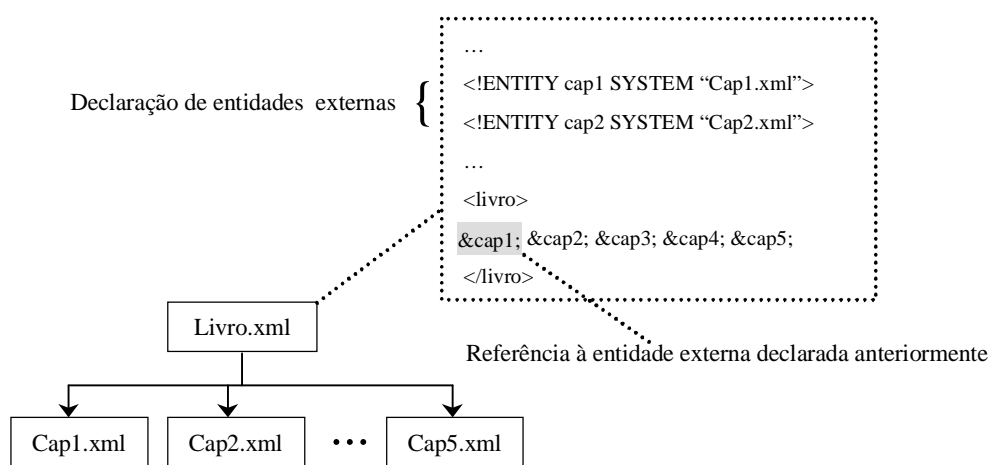 …
<!ENTITY cap1 SYSTEM “Cap1.xml”>
Declaração de entidades externas {
<!ENTITY cap2 SYSTEM “Cap2.xml”>
…
<livro>
&cap1; &cap2; &cap3; &cap4; &cap5;
</livro>
Livro.xml
Referência à entidade externa declarada anteriormente
Cap1.xml Cap2.xml ••• Cap5.xml